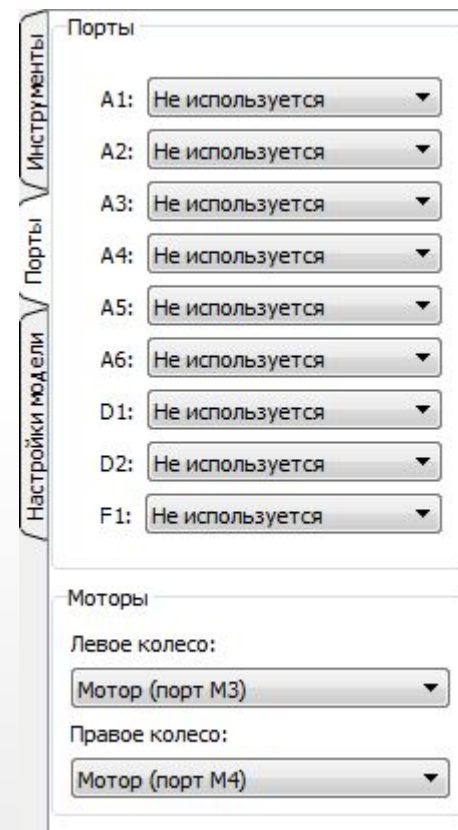 Инструменты
Порты
Настройки модели
Порты
A1: Не используется
A2: Не используется
A3: Не используется
A4: Не используется
A5: Не используется
A6: Не используется
D1: Не используется
D2: Не используется
F1: Не используется
Моторы
Левое колесо:
Мотор (порт M3)
Правое колесо:
Мотор (порт M4)